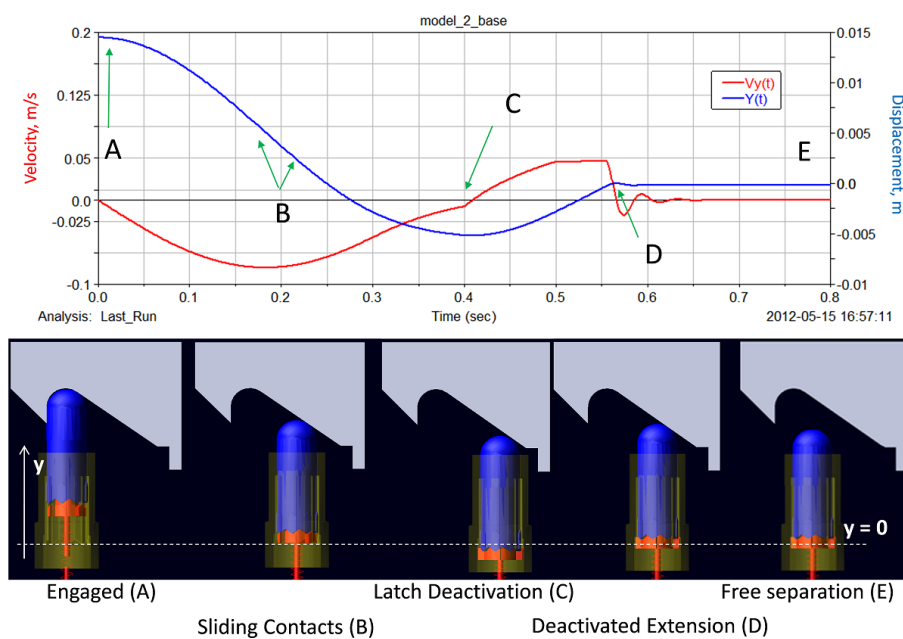 model_2_base
0.2
0.125
0.05
0.0
-0.025
-0.1
Velocity, m/s
0.015
0.01
0.005
0.0
-0.005
-0.01
Displacement, m
Vy(t)
Y(t)
A
B
C
D
E
0.0 0.1 0.2 0.3 0.4 0.5 0.6 0.7 0.8
Analysis: Last_Run Time (sec) 2012-05-15 16:57:11
y
y = 0
Engaged (A) Latch Deactivation (C) Free separation (E)
Sliding Contacts (B) Deactivated Extension (D)